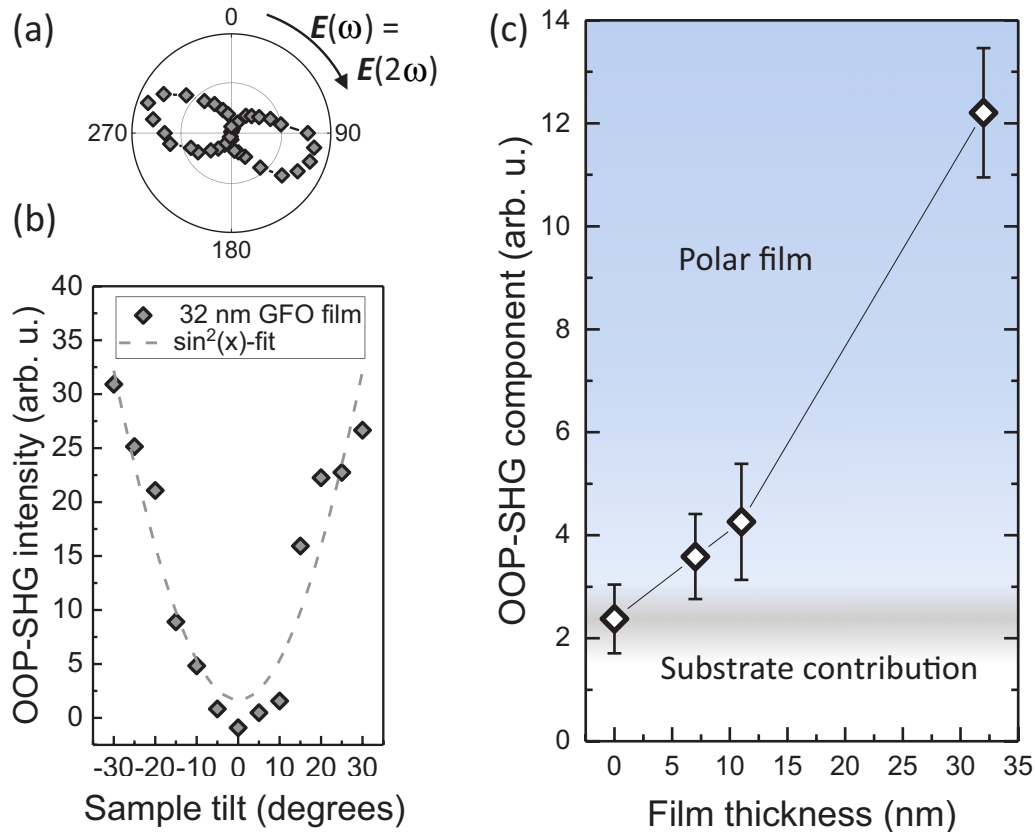 (a)
0
E(ω) =
E(2ω)
270
90
180
(b)
40
35
30
25
20
15
10
5
0
OOP-SHG intensity (arb. u.)
32 nm GFO film
sin²(x)-fit
-30
-20
-10
0
10
20
30
Sample tilt (degrees)
(c)
14
12
10
8
6
4
2
0
OOP-SHG component (arb. u.)
Polar film
Substrate contribution
0
5
10
15
20
25
30
35
Film thickness (nm)